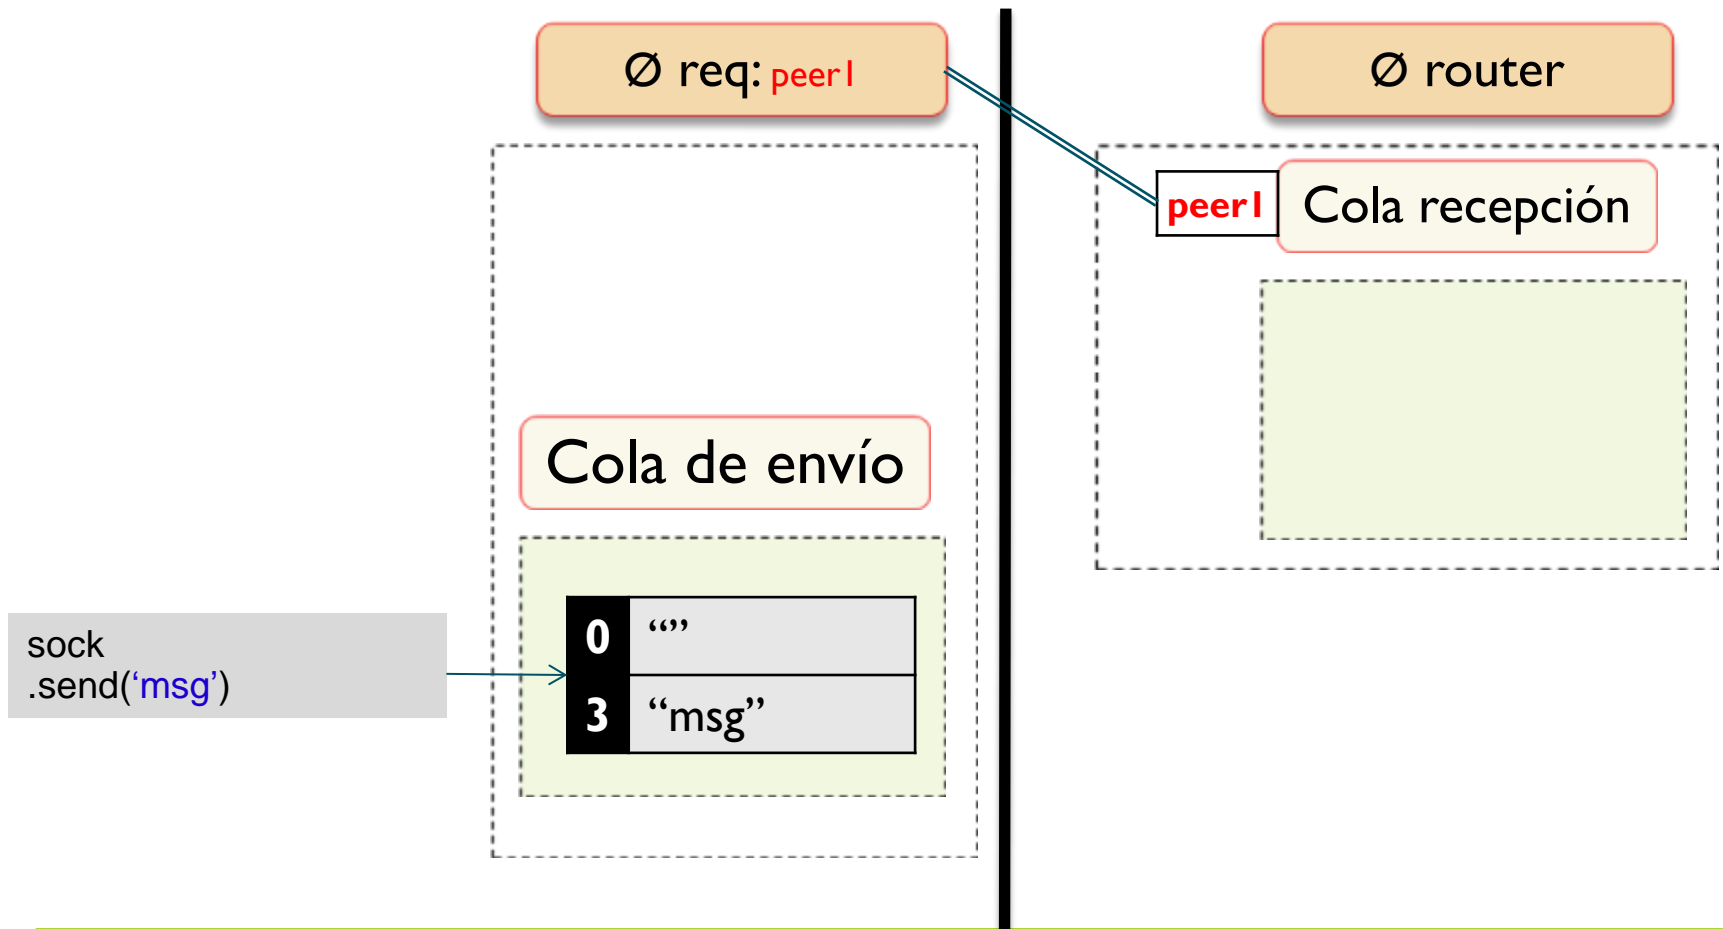 Ø req: peer1
Ø router
peer1
Cola recepción
Cola de envío
sock
.send(‘msg’)
0 “”
3 “msg”